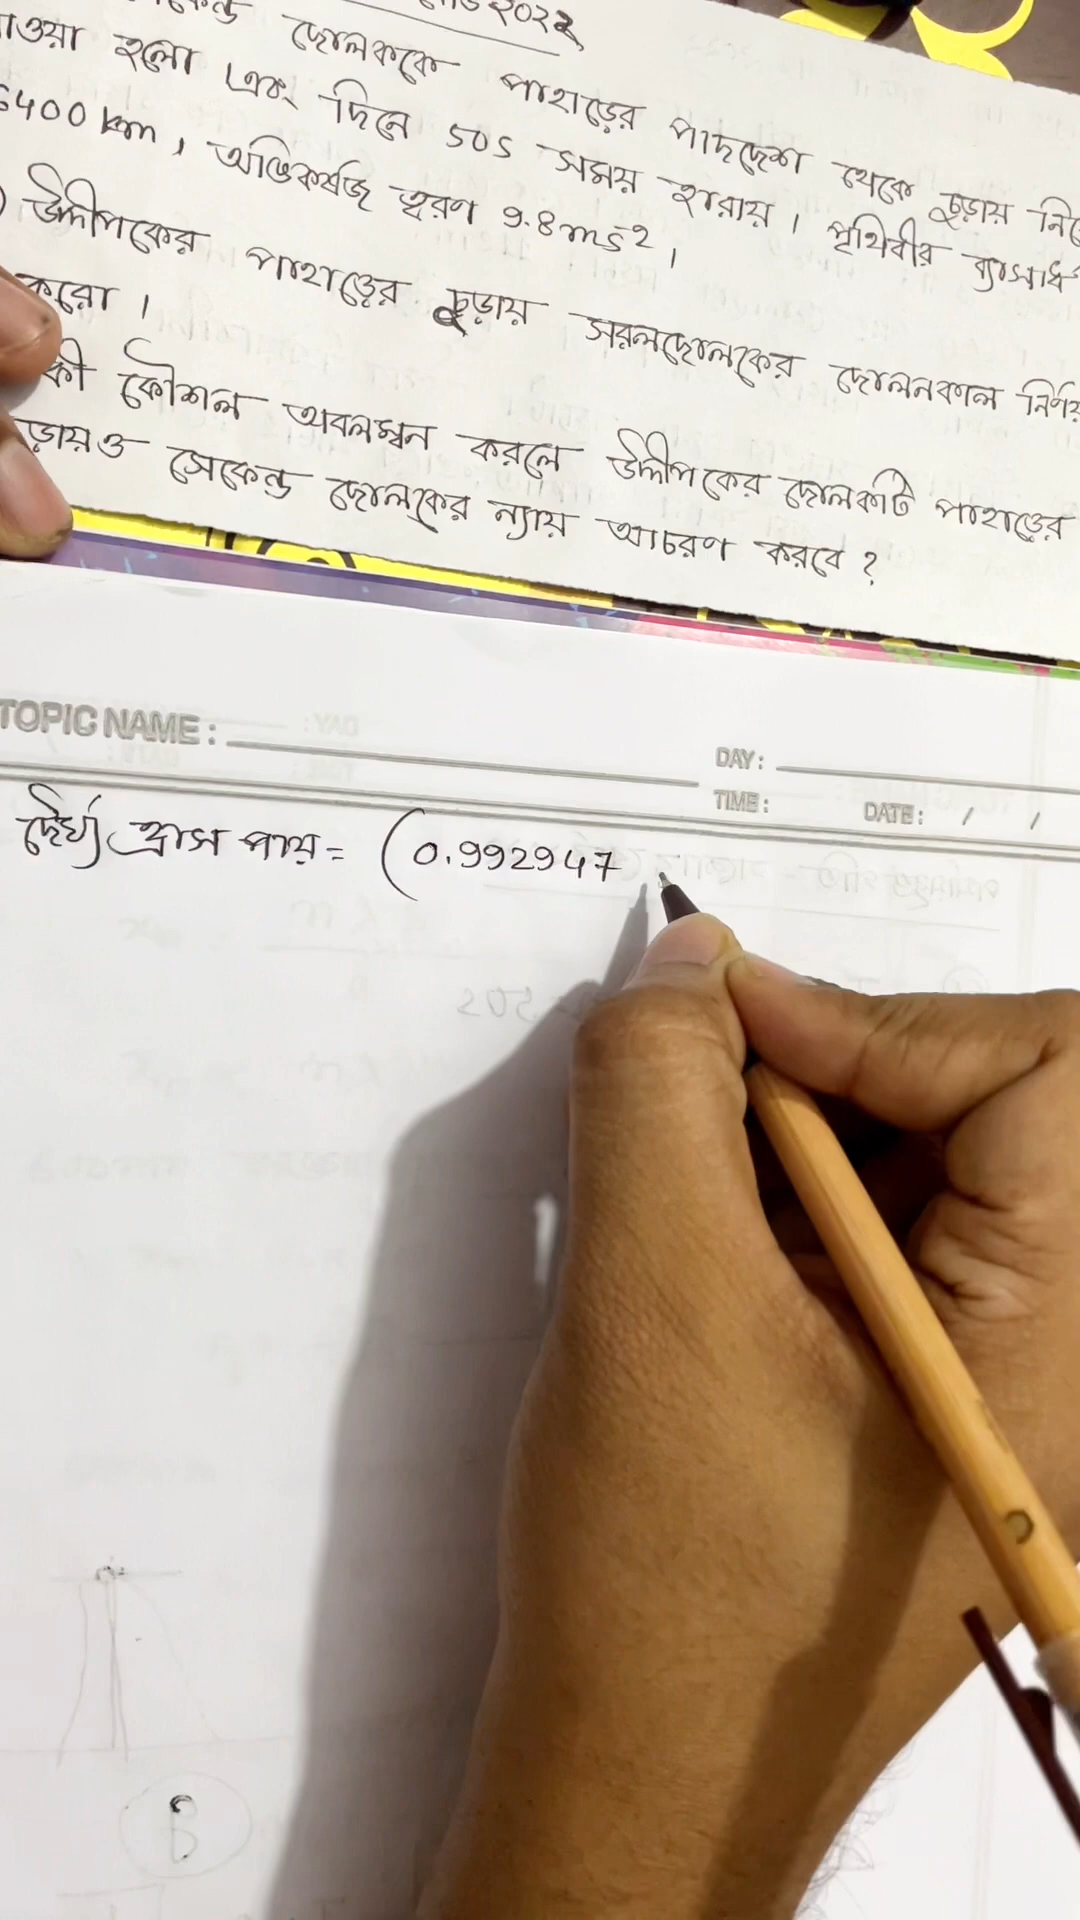 ২০২২
দোলককে পাহাড়ের পাদদেশ থেকে চুড়ায়
হলো এবং দিনে 50s সময় হারায়। পৃথিবীর ব্যাসার্ধ
6400 km, অভিকর্ষজ ত্বরণ 9.8ms⁻²।
উদ্দীপকের পাহাড়ের চুড়ায় সরলদোলকের দোলনকাল নির্ণয়
করো।
কী কৌশল অবলম্বন করলে উদ্দীপকের দোলকটি পাহাড়ের
সেকেন্ড দোলকের ন্যায় আচরণ করবে?
TOPIC NAME:
DAY:
TIME: DATE: / /
দৈর্ঘ্য হ্রাস পায় = (0.992947